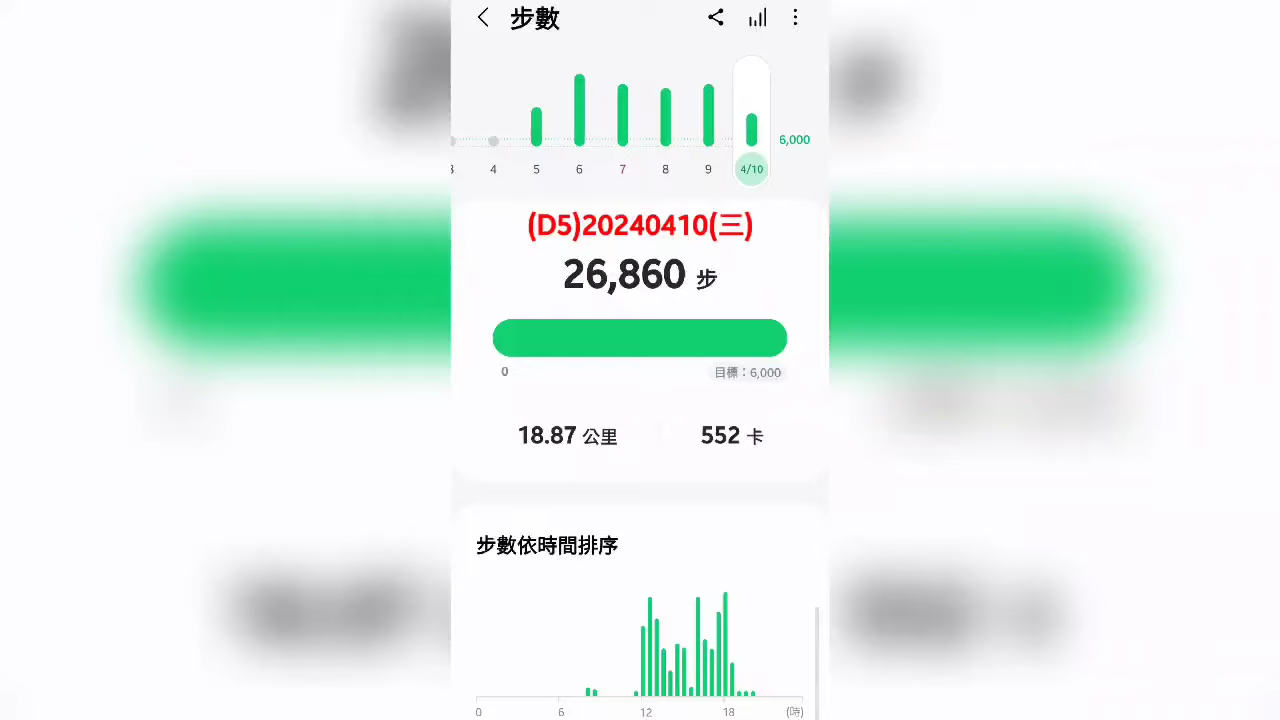 步數
6,000
4 5 6 7 8 9 4/10
(D5)20240410(三)
26,860 步
0 目標：6,000
18.87 公里 552 卡
步數依時間排序
0 6 12 18 (時)